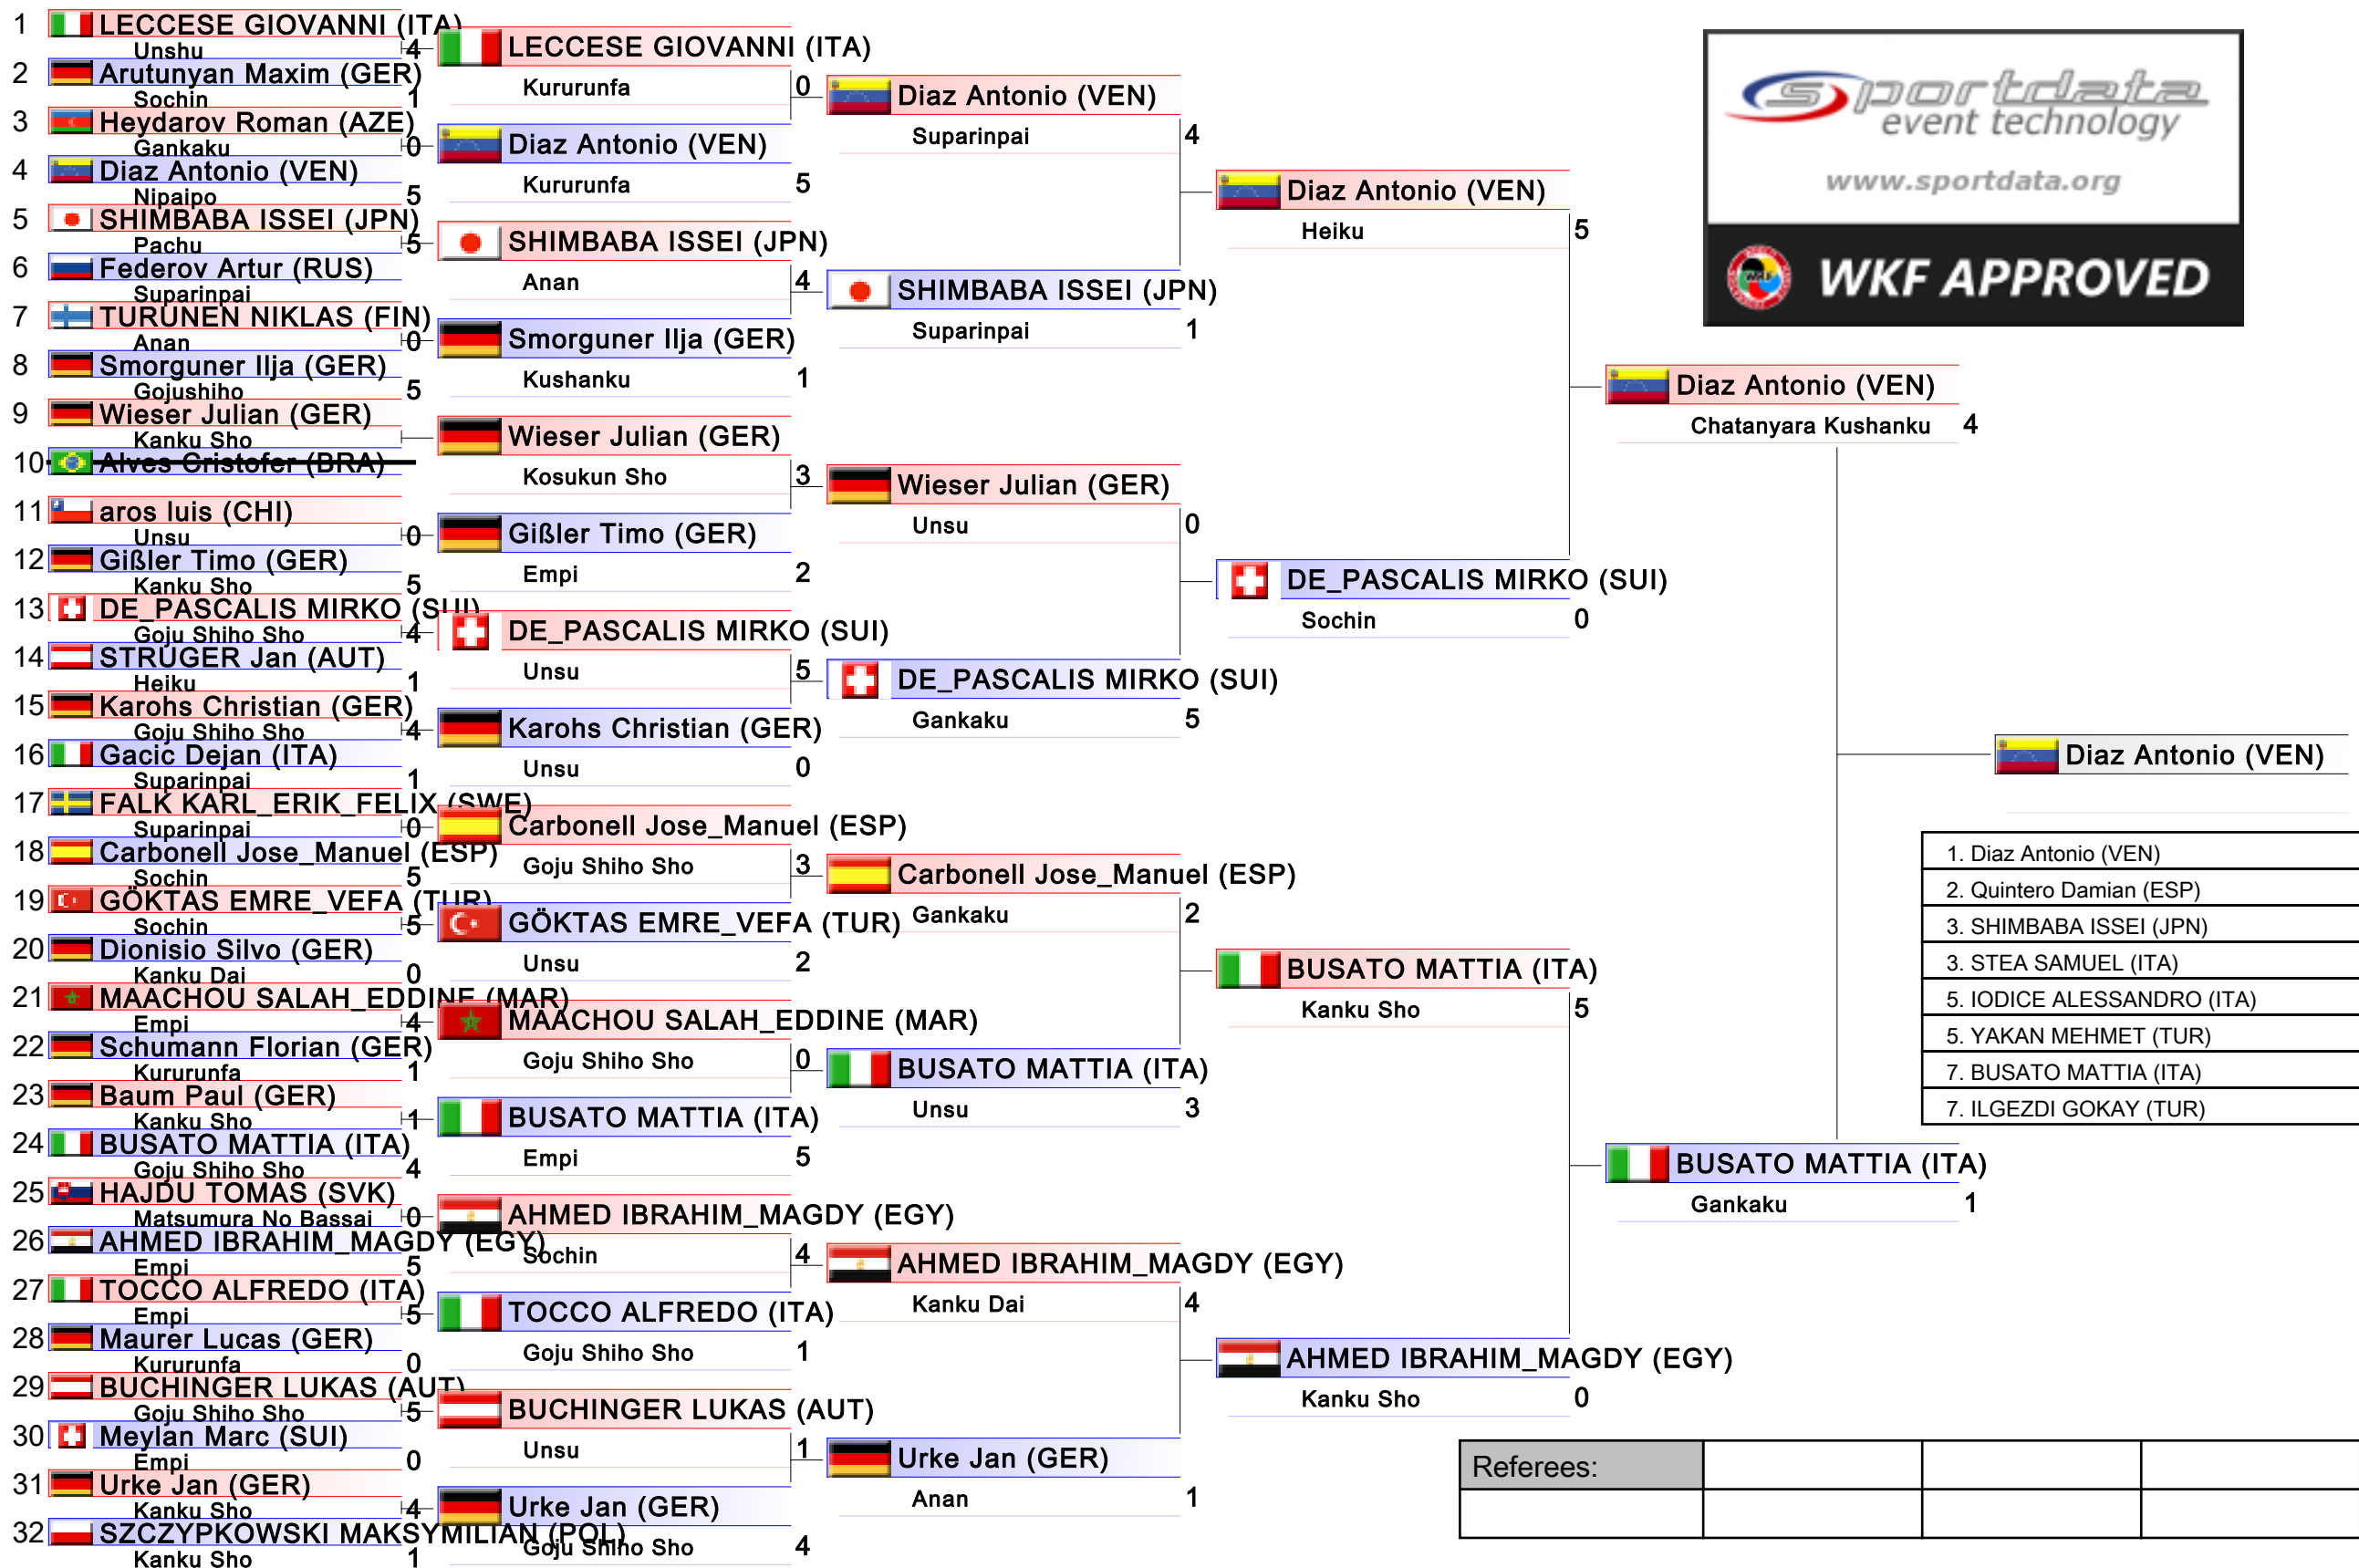 1 LECCESE GIOVANNI (ITA)
Unshu 4
2 Arutunyan Maxim (GER)
Sochin 1
3 Heydarov Roman (AZE)
Gankaku 0
4 Diaz Antonio (VEN)
Nipaipo 5
5 SHIMBABA ISSEI (JPN)
Pachu 5
6 Federov Artur (RUS)
Suparinpai
7 TURUNEN NIKLAS (FIN)
Anan 0
8 Smorguner Ilja (GER)
Gojushiho 5
9 Wieser Julian (GER)
Kanku Sho
10 Alves Cristofer (BRA)
11 aros luis (CHI)
Unsu 0
12 Gißler Timo (GER)
Kanku Sho 5
13 DE_PASCALIS MIRKO (SUI)
Goju Shiho Sho 4
14 STRUGER Jan (AUT)
Heiku 1
15 Karohs Christian (GER)
Goju Shiho Sho 4
16 Gacic Dejan (ITA)
Suparinpai 1
17 FALK KARL_ERIK_FELIX (SWE)
Suparinpai 0
18 Carbonell Jose_Manuel (ESP)
Sochin 5
19 GÖKTAS EMRE_VEFA (TUR)
Sochin 5
20 Dionisio Silvo (GER)
Kanku Dai 0
21 MAACHOU SALAH_EDDINE (MAR)
Empi 4
22 Schumann Florian (GER)
Kururunfa 1
23 Baum Paul (GER)
Kanku Sho 1
24 BUSATO MATTIA (ITA)
Goju Shiho Sho 4
25 HAJDU TOMAS (SVK)
Matsumura No Bassai 0
26 AHMED IBRAHIM_MAGDY (EGY)
Empi 5
27 TOCCO ALFREDO (ITA)
Empi 5
28 Maurer Lucas (GER)
Kururunfa 0
29 BUCHINGER LUKAS (AUT)
Goju Shiho Sho 5
30 Meylan Marc (SUI)
Empi 0
31 Urke Jan (GER)
Kanku Sho 4
32 SZCZYPKOWSKI MAKSYMILIAN (POL)
Kanku Sho 1
LECCESE GIOVANNI (ITA)
Kururunfa 0
Diaz Antonio (VEN)
Kururunfa 5
SHIMBABA ISSEI (JPN)
Anan 4
Smorguner Ilja (GER)
Kushanku 1
Wieser Julian (GER)
Kosukun Sho 3
Gißler Timo (GER)
Empi 2
DE_PASCALIS MIRKO (SUI)
Unsu 5
Karohs Christian (GER)
Unsu 0
Carbonell Jose_Manuel (ESP)
Goju Shiho Sho 3
GÖKTAS EMRE_VEFA (TUR)
Unsu 2
MAACHOU SALAH_EDDINE (MAR)
Goju Shiho Sho 0
BUSATO MATTIA (ITA)
Empi 5
AHMED IBRAHIM_MAGDY (EGY)
Sochin 4
TOCCO ALFREDO (ITA)
Goju Shiho Sho 1
BUCHINGER LUKAS (AUT)
Unsu 1
Urke Jan (GER)
Goju Shiho Sho 4
Diaz Antonio (VEN)
Suparinpai 4
SHIMBABA ISSEI (JPN)
Suparinpai 1
Wieser Julian (GER)
Unsu 0
DE_PASCALIS MIRKO (SUI)
Gankaku 5
Carbonell Jose_Manuel (ESP)
Gankaku 2
BUSATO MATTIA (ITA)
Unsu 3
AHMED IBRAHIM_MAGDY (EGY)
Kanku Dai 4
Urke Jan (GER)
Anan 1
Diaz Antonio (VEN)
Heiku 5
DE_PASCALIS MIRKO (SUI)
Sochin 0
BUSATO MATTIA (ITA)
Kanku Sho 5
AHMED IBRAHIM_MAGDY (EGY)
Kanku Sho 0
Diaz Antonio (VEN)
Chatanyara Kushanku 4
BUSATO MATTIA (ITA)
Gankaku 1
Diaz Antonio (VEN)
sportdata
event technology
www.sportdata.org
WKF WKF APPROVED
1. Diaz Antonio (VEN)
2. Quintero Damian (ESP)
3. SHIMBABA ISSEI (JPN)
3. STEA SAMUEL (ITA)
5. IODICE ALESSANDRO (ITA)
5. YAKAN MEHMET (TUR)
7. BUSATO MATTIA (ITA)
7. ILGEZDI GOKAY (TUR)
Referees: